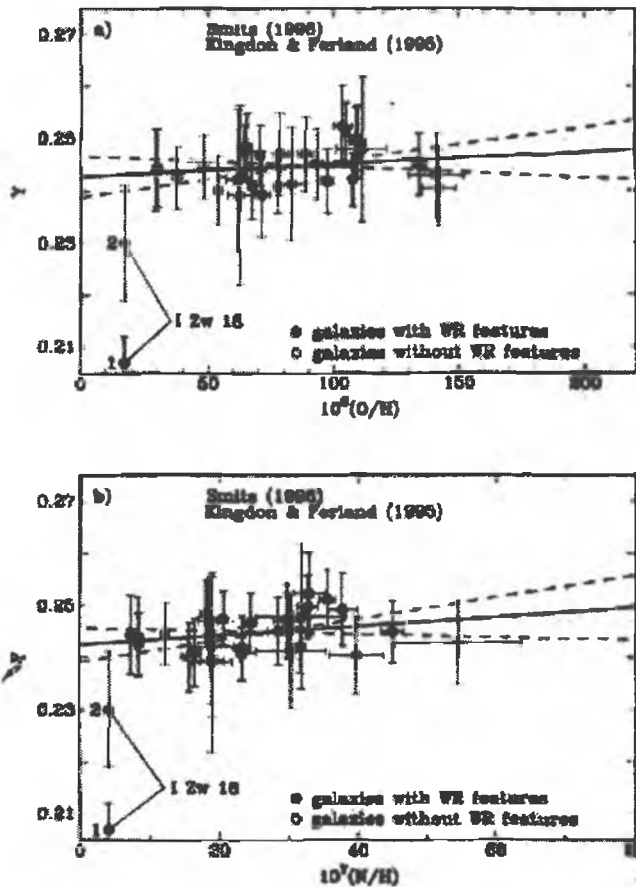 0.27
a)
Smits (1996)
Kingdon & Ferland (1995)
0.25
Y
0.23
2
I Zw 18
0.21
1
galaxies with WR features
galaxies without WR features
0
50
100
150
200
10⁶(O/H)
0.27
b)
Smits (1996)
Kingdon & Ferland (1995)
0.25
0.23
2
I Zw 18
0.21
1
galaxies with WR features
galaxies without WR features
0
20
40
60
80
10⁷(N/H)